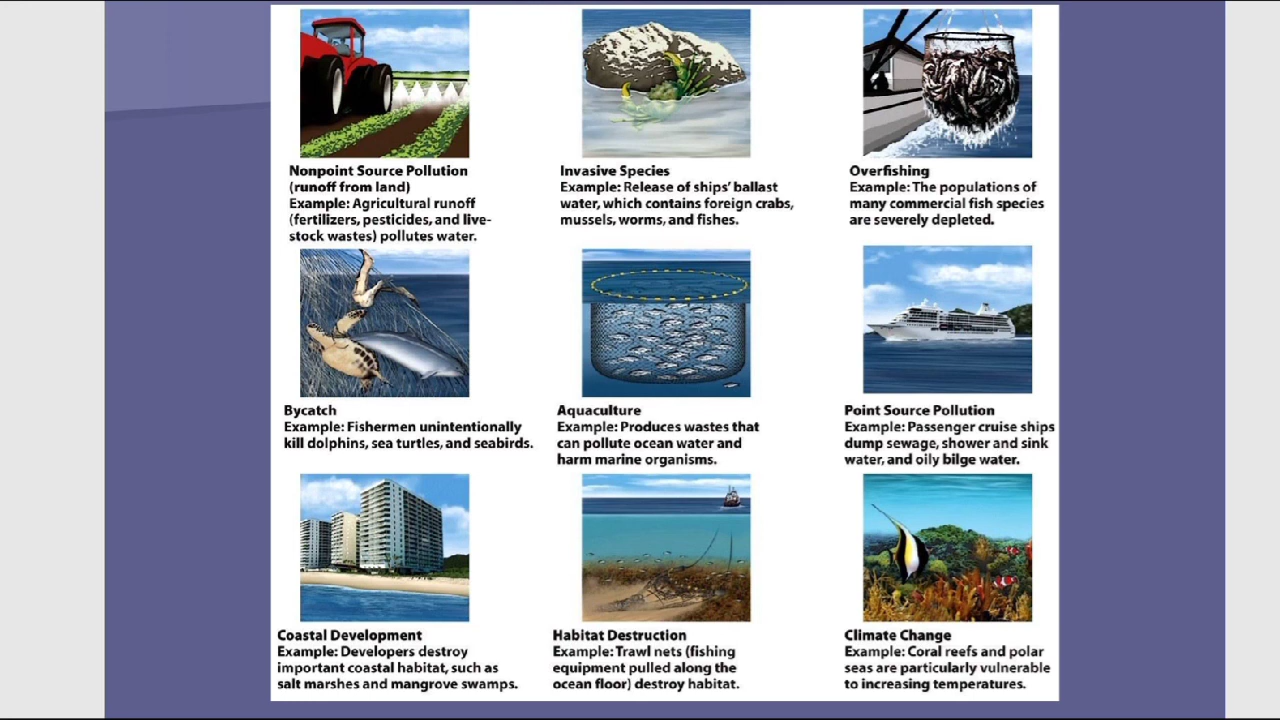 Nonpoint Source Pollution
(runoff from land)
Example: Agricultural runoff
(fertilizers, pesticides, and live-
stock wastes) pollutes water.
Invasive Species
Example: Release of ships' ballast
water, which contains foreign crabs,
mussels, worms, and fishes.
Overfishing
Example: The populations of
many commercial fish species
are severely depleted.
Bycatch
Example: Fishermen unintentionally
kill dolphins, sea turtles, and seabirds.
Aquaculture
Example: Produces wastes that
can pollute ocean water and
harm marine organisms.
Point Source Pollution
Example: Passenger cruise ships
dump sewage, shower and sink
water, and oily bilge water.
Coastal Development
Example: Developers destroy
important coastal habitat, such as
salt marshes and mangrove swamps.
Habitat Destruction
Example: Trawl nets (fishing
equipment pulled along the
ocean floor) destroy habitat.
Climate Change
Example: Coral reefs and polar
seas are particularly vulnerable
to increasing temperatures.